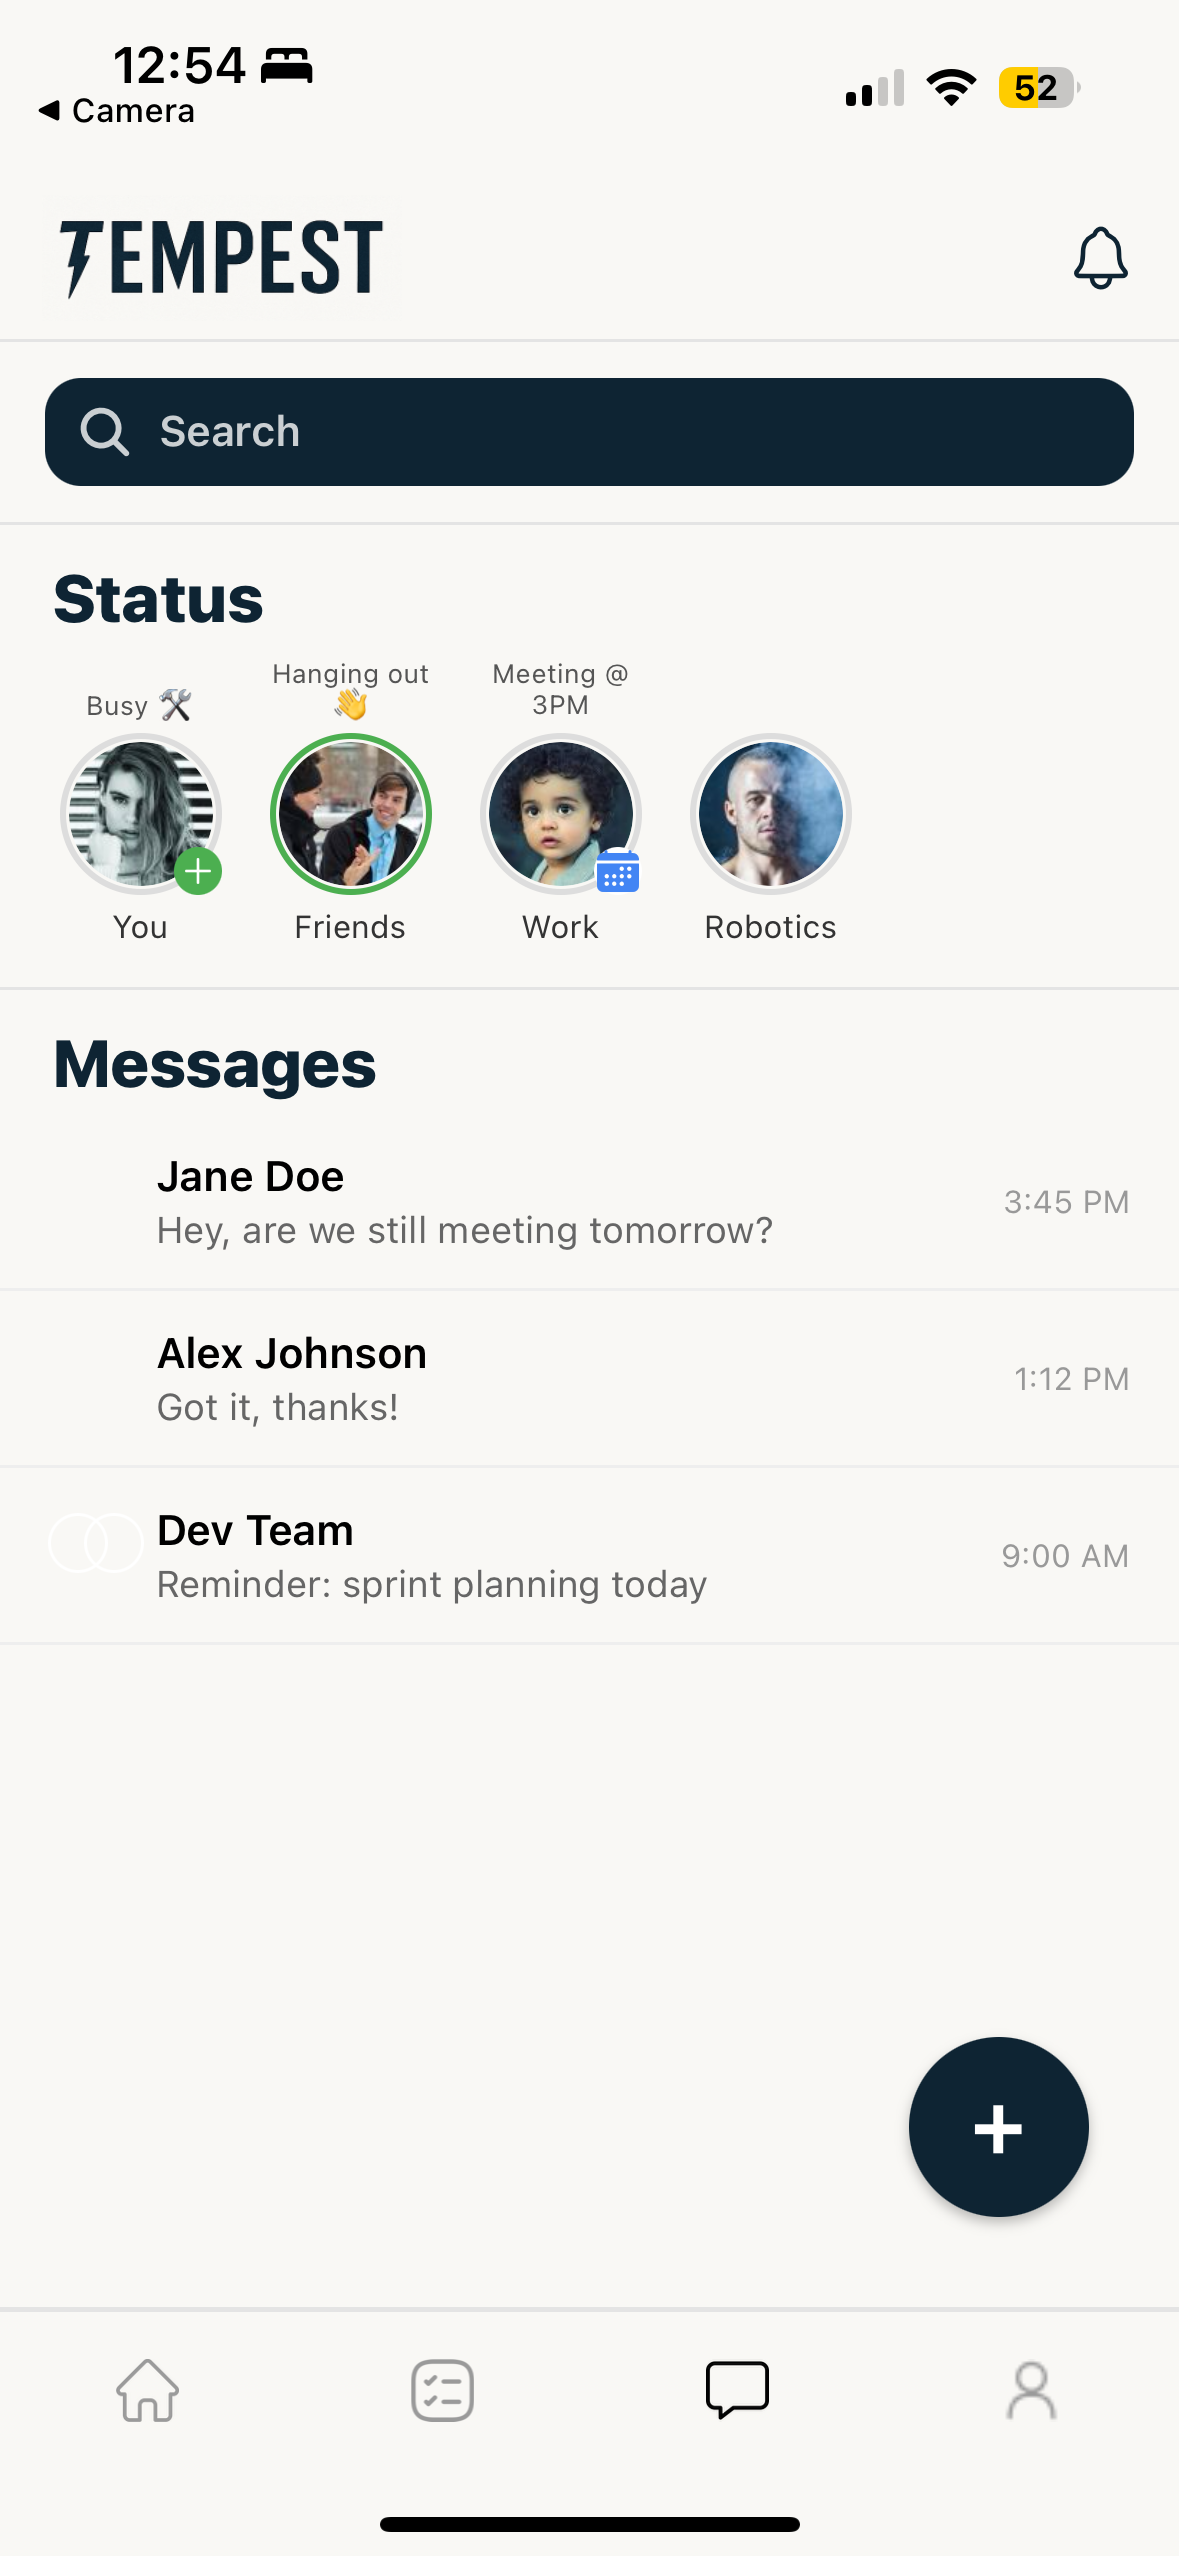 12:54
◀ Camera
52
TEMPEST
Search
Status
Busy 🛠️
Hanging out
👋
Meeting @
3PM
You
Friends
Work
Robotics
Messages
Jane Doe
Hey, are we still meeting tomorrow?
3:45 PM
Alex Johnson
Got it, thanks!
1:12 PM
Dev Team
Reminder: sprint planning today
9:00 AM